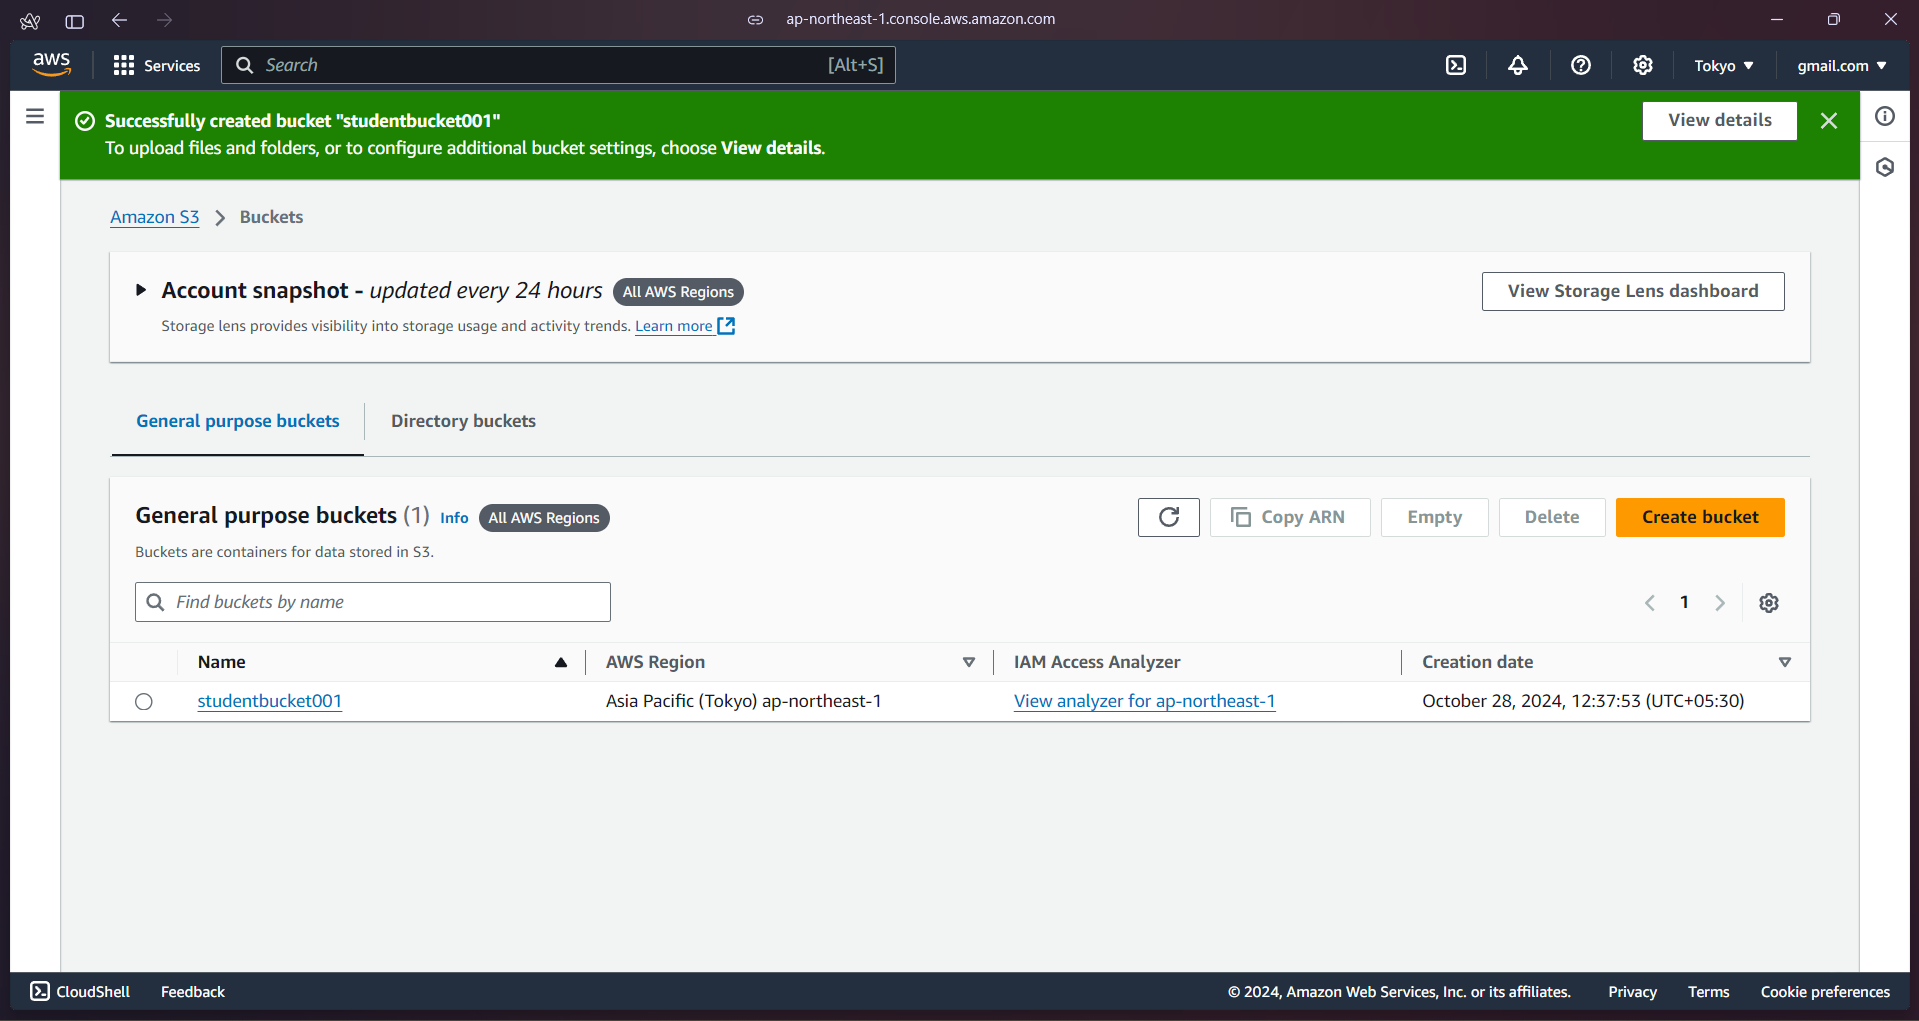 ap-northeast-1.console.aws.amazon.com
aws
Services
Search
[Alt+S]
Tokyo
gmail.com
Successfully created bucket "studentbucket001"
To upload files and folders, or to configure additional bucket settings, choose View details.
View details
Amazon S3
Buckets
Account snapshot - updated every 24 hours All AWS Regions
Storage lens provides visibility into storage usage and activity trends. Learn more
View Storage Lens dashboard
General purpose buckets
Directory buckets
General purpose buckets (1) Info All AWS Regions
Buckets are containers for data stored in S3.
Copy ARN
Empty
Delete
Create bucket
Find buckets by name
1
Name
AWS Region
IAM Access Analyzer
Creation date
studentbucket001
Asia Pacific (Tokyo) ap-northeast-1
View analyzer for ap-northeast-1
October 28, 2024, 12:37:53 (UTC+05:30)
CloudShell
Feedback
© 2024, Amazon Web Services, Inc. or its affiliates.
Privacy
Terms
Cookie preferences